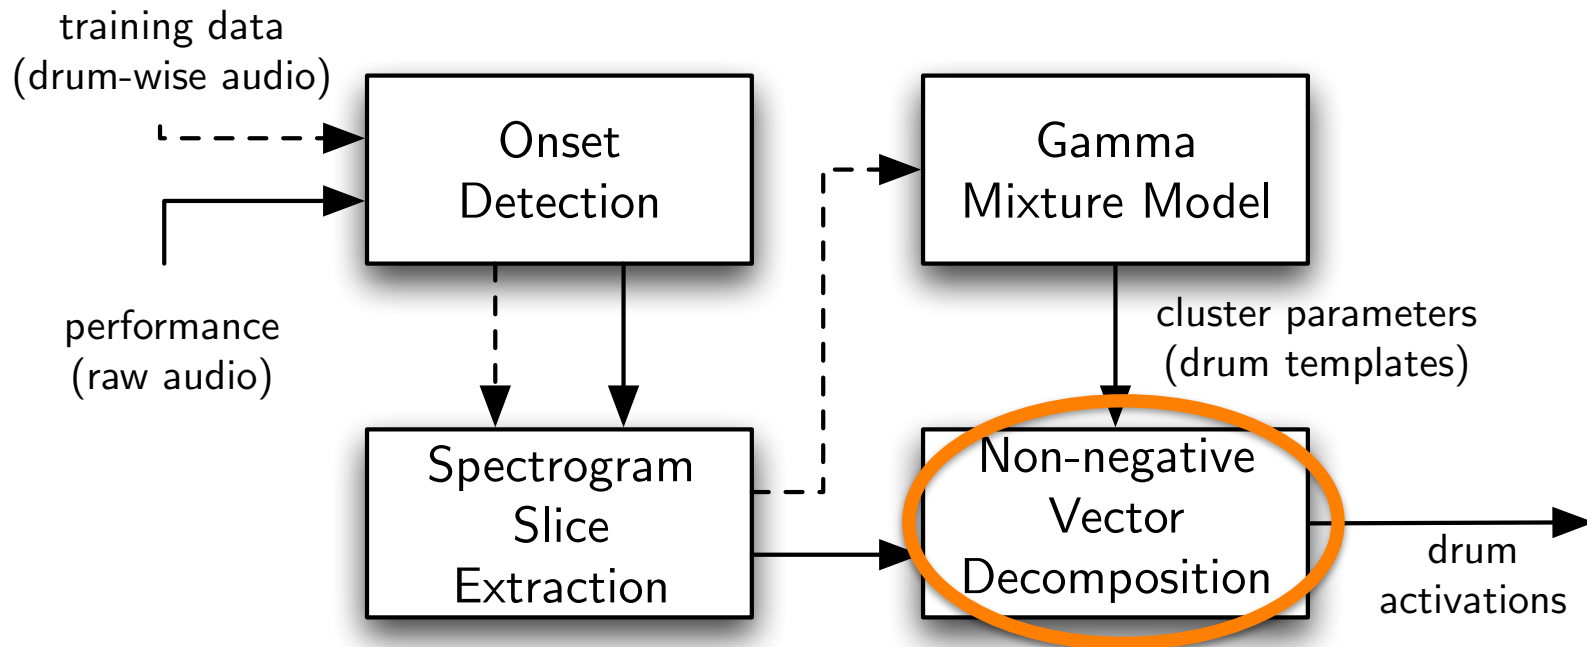 training data
(drum-wise audio)
Onset
Detection
Gamma
Mixture Model
performance
(raw audio)
cluster parameters
(drum templates)
Spectrogram
Slice
Extraction
Non-negative
Vector
Decomposition
drum
activations